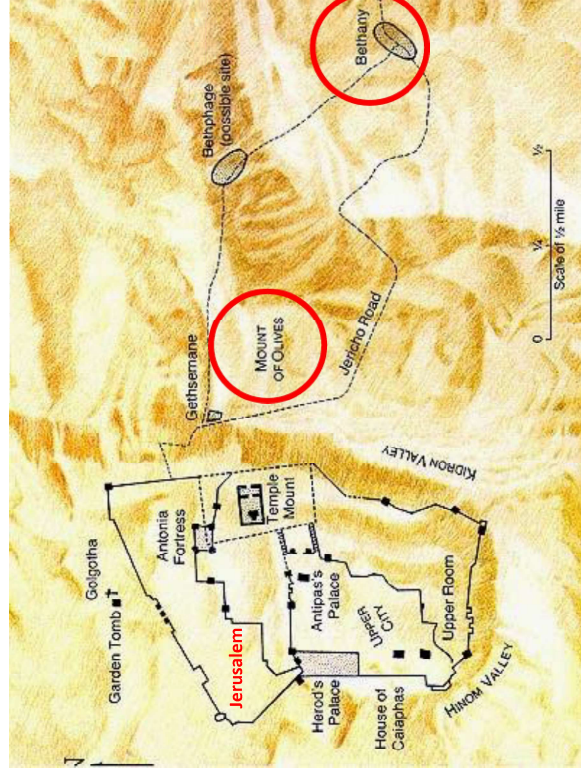 Bethany
Bethphage
(possible site)
Gethsemane
MOUNT
OF OLIVES
Jericho Road
0
¼
½
Scale of ½ mile
KIDRON VALLEY
Golgotha
Garden Tomb
Antonia
Fortress
Temple
Mount
Jerusalem
Antipas's
Palace
UPPER
CITY
Upper Room
Herod's
Palace
House of
Caiaphas
HINOM VALLEY